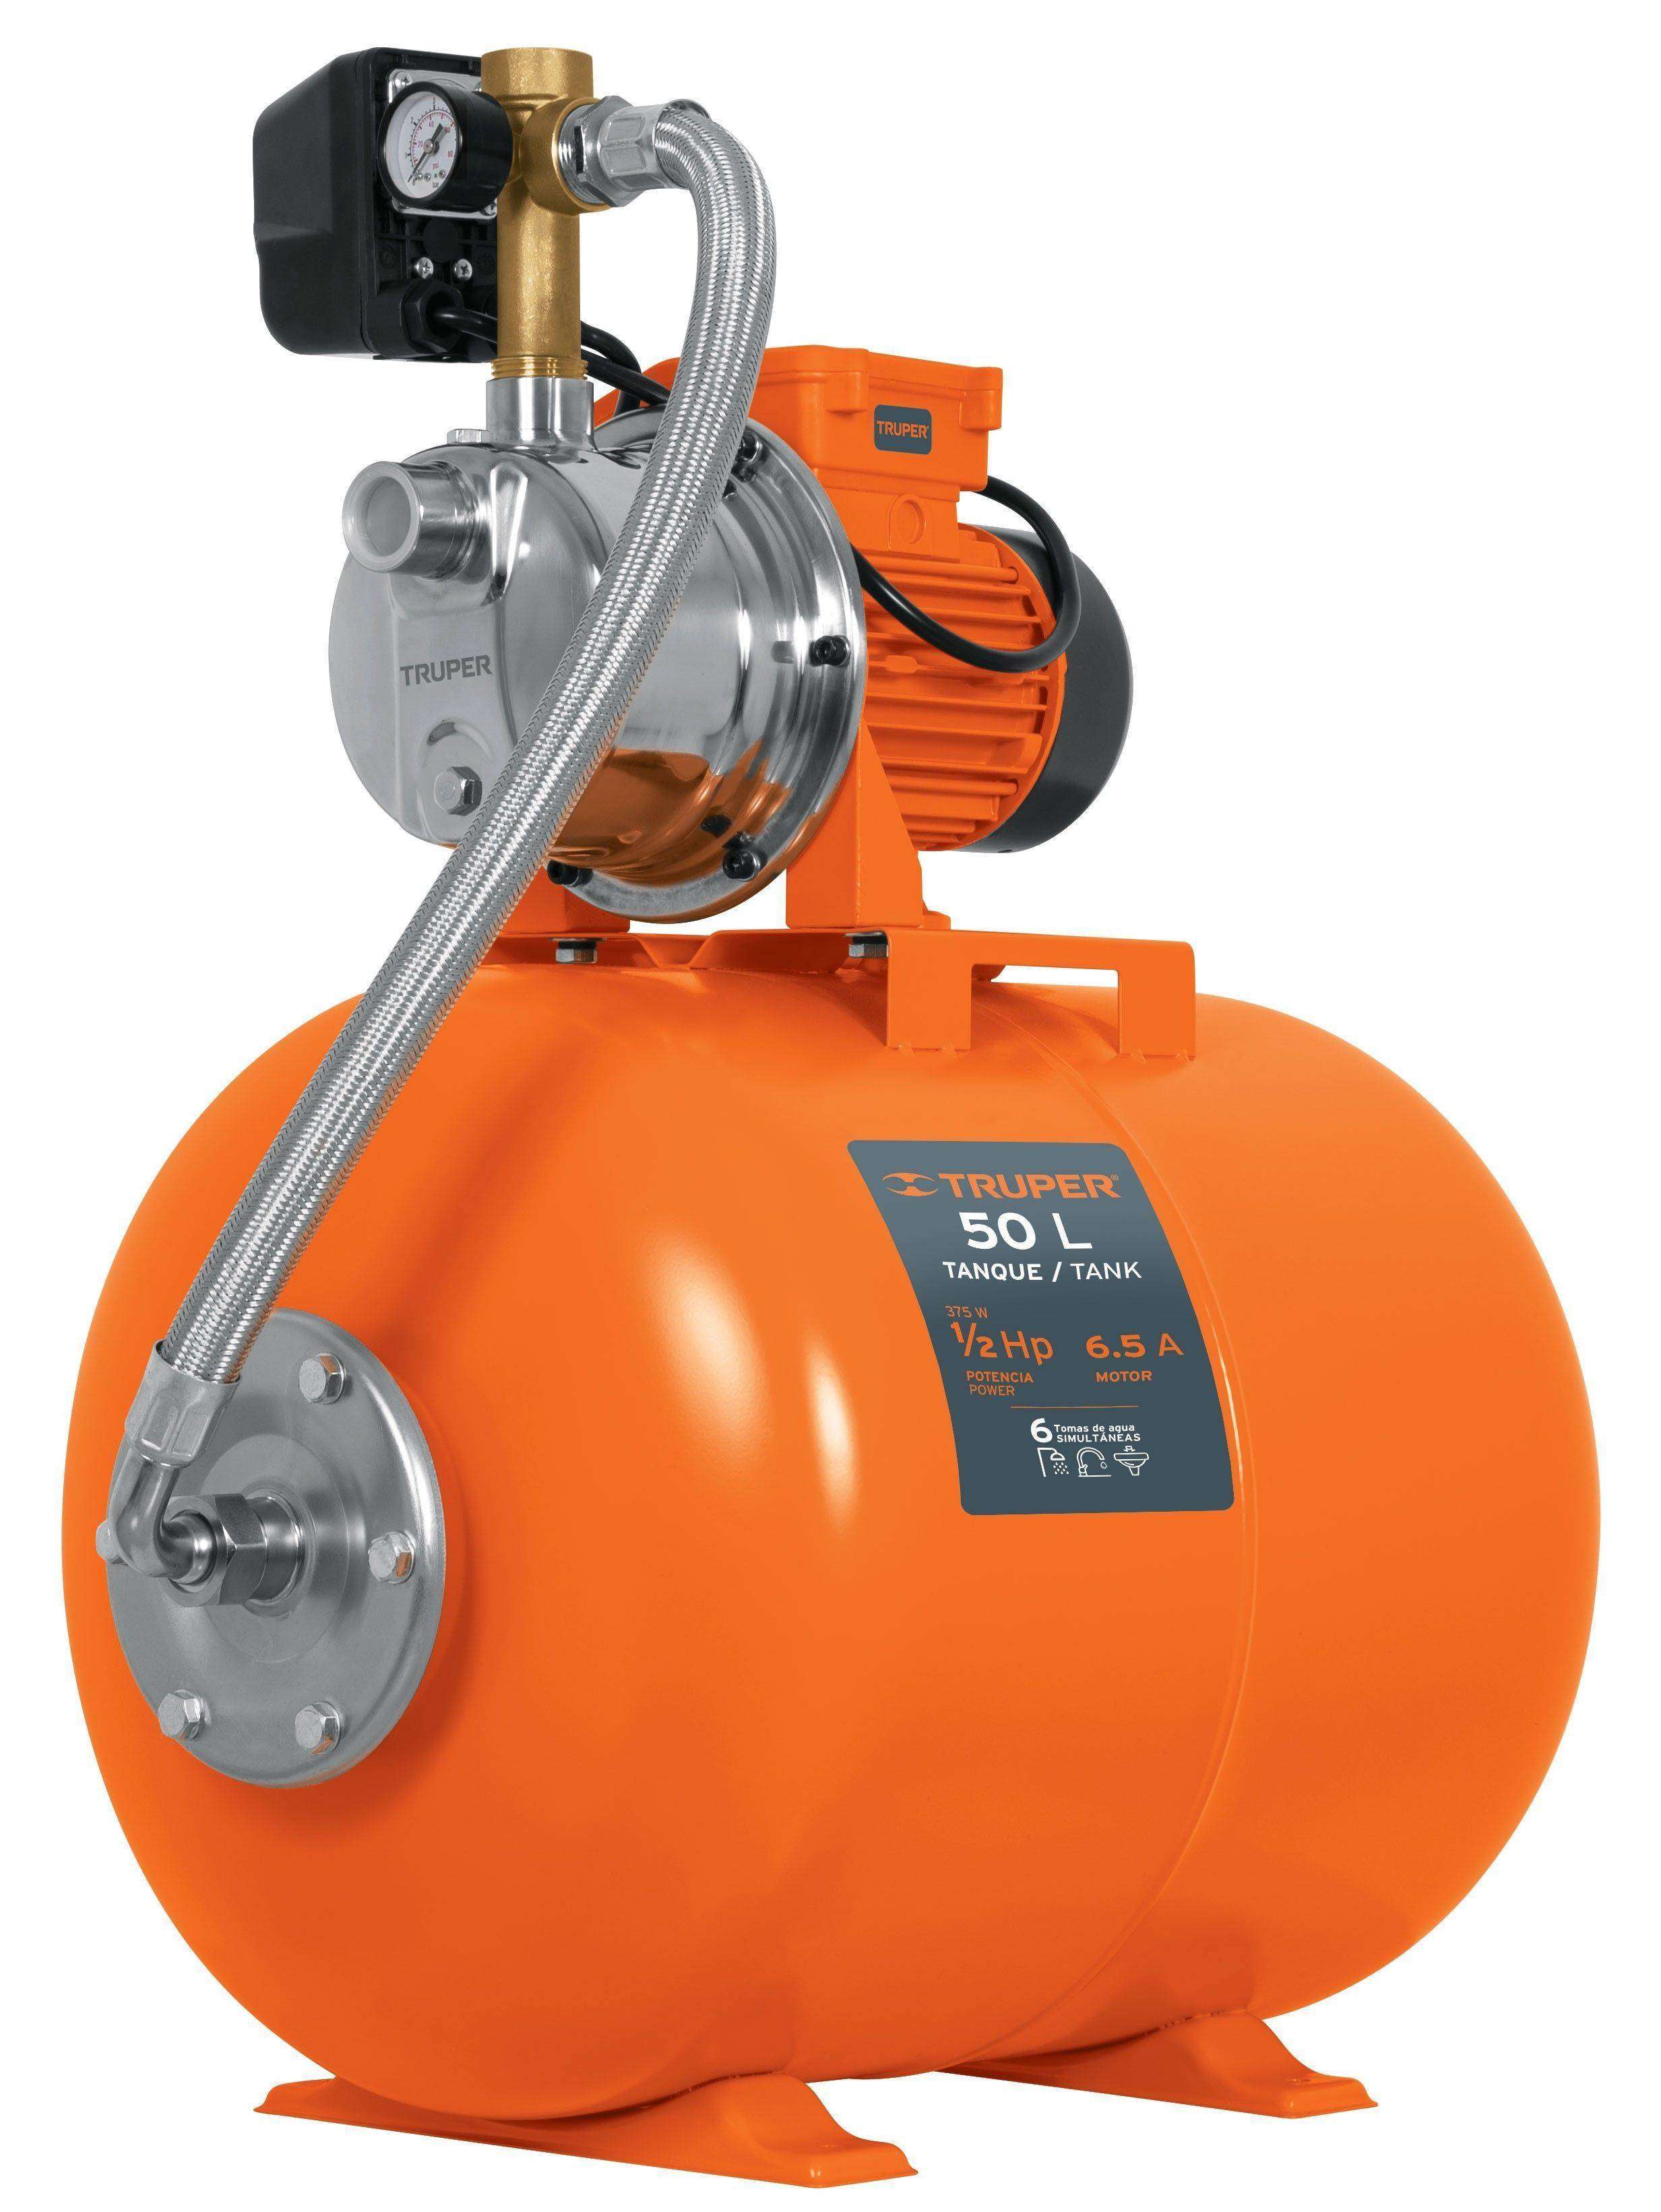 TRUPER
TRUPER
TRUPER®
50 L
TANQUE / TANK
375 W
1/2 Hp
POTENCIA
POWER
6.5 A
MOTOR
6 Tomas de agua
SIMULTÁNEAS